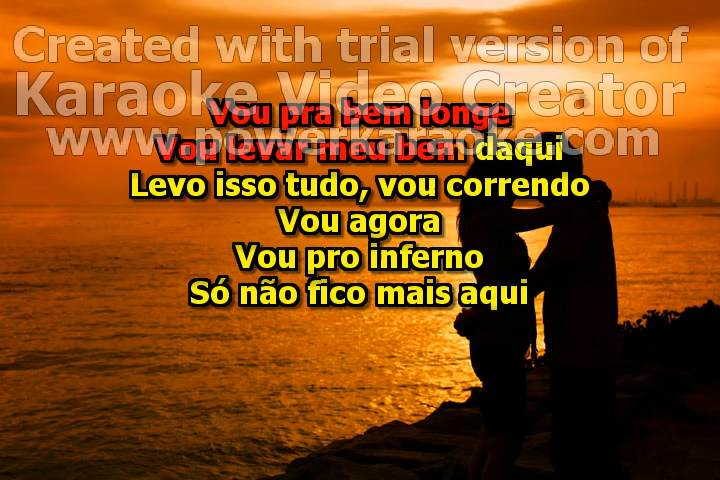 Created with trial version of
Karaoke Video Creator
www.powerkaraoke.com
Vou pra bem longe
Vou levar meu bem daqui
Levo isso tudo, vou correndo
Vou agora
Vou pro inferno
Só não fico mais aqui